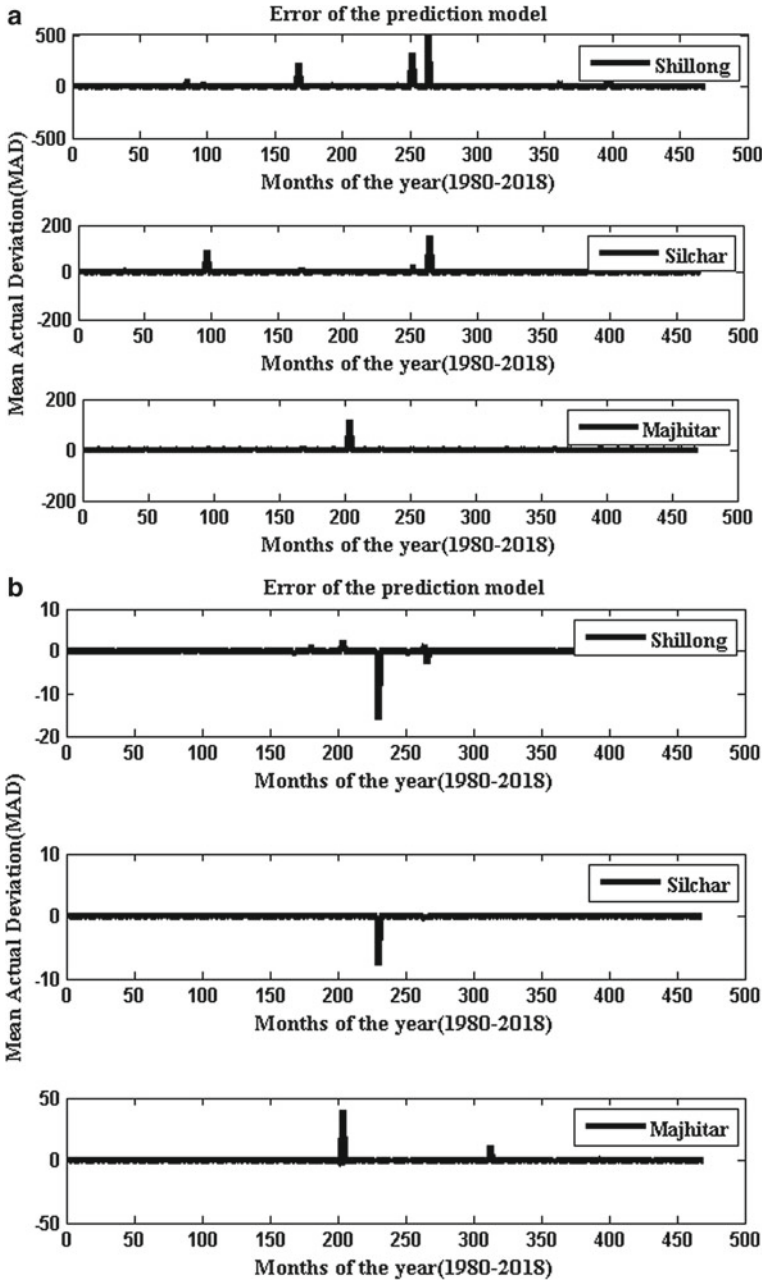 a
Error of the prediction model
500
0
-500
Shillong
0 50 100 150 200 250 300 350 400 450 500
Months of the year(1980-2018)
Mean Actual Deviation(MAD)
200
0
-200
Silchar
0 50 100 150 200 250 300 350 400 450 500
Months of the year(1980-2018)
200
0
-200
Majhitar
0 50 100 150 200 250 300 350 400 450 500
Months of the year(1980-2018)
b
Error of the prediction model
10
0
-10
-20
Shillong
0 50 100 150 200 250 300 350 400 450 500
Months of the year(1980-2018)
Mean Actual Deviation(MAD)
10
0
-10
Silchar
0 50 100 150 200 250 300 350 400 450 500
Months of the year(1980-2018)
50
0
-50
Majhitar
0 50 100 150 200 250 300 350 400 450 500
Months of the year(1980-2018)